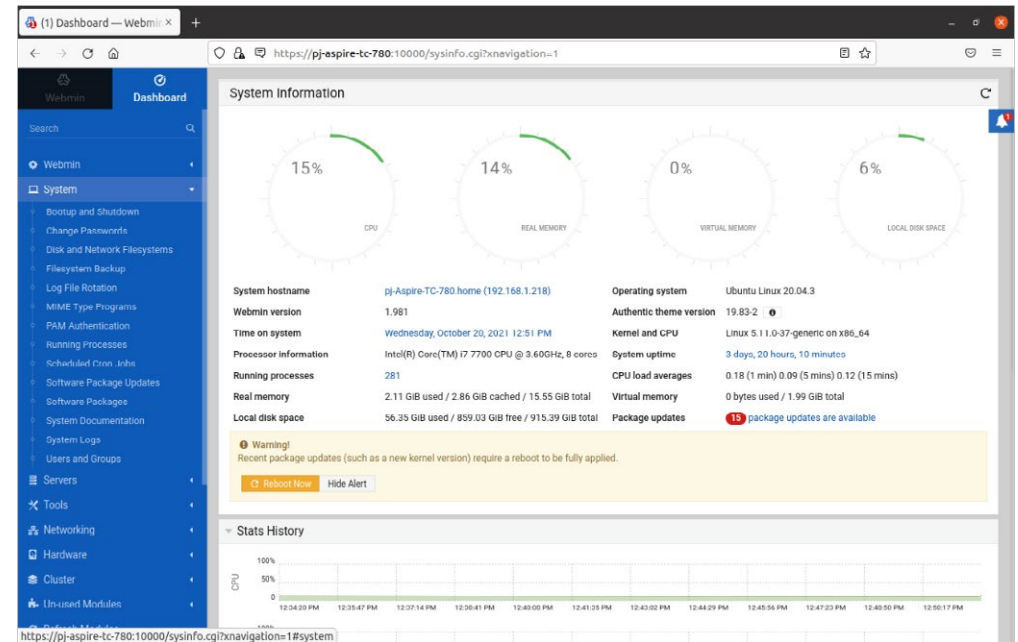 (1) Dashboard — Webmin
https://pj-aspire-tc-780:10000/sysinfo.cgi?xnavigation=1
Webmin
Dashboard
Search
Webmin
System
Bootup and Shutdown
Change Passwords
Disk and Network Filesystems
Filesystem Backup
Log File Rotation
MIME Type Programs
PAM Authentication
Running Processes
Scheduled Cron Jobs
Software Package Updates
Software Packages
System Documentation
System Logs
Users and Groups
Servers
Tools
Networking
Hardware
Cluster
Un-used Modules
Refresh Modules
https://pj-aspire-tc-780:10000/sysinfo.cgi?xnavigation=1#system
System Information
1
15% CPU
14% REAL MEMORY
0% VIRTUAL MEMORY
6% LOCAL DISK SPACE
System hostname pj-Aspire-TC-780.home (192.168.1.218) Operating system Ubuntu Linux 20.04.3
Webmin version 1.981 Authentic theme version 19.83-2
Time on system Wednesday, October 20, 2021 12:51 PM Kernel and CPU Linux 5.11.0-37-generic on x86_64
Processor information Intel(R) Core(TM) i7 7700 CPU @ 3.60GHz, 8 cores System uptime 3 days, 20 hours, 10 minutes
Running processes 281 CPU load averages 0.18 (1 min) 0.09 (5 mins) 0.12 (15 mins)
Real memory 2.11 GiB used / 2.86 GiB cached / 15.55 GiB total Virtual memory 0 bytes used / 1.99 GiB total
Local disk space 56.35 GiB used / 859.03 GiB free / 915.39 GiB total Package updates 15 package updates are available
Warning!
Recent package updates (such as a new kernel version) require a reboot to be fully applied.
Reboot Now Hide Alert
Stats History
CPU
100%
50%
0
12:34:20 PM 12:35:47 PM 12:37:14 PM 12:38:41 PM 12:40:08 PM 12:41:35 PM 12:43:02 PM 12:44:29 PM 12:45:56 PM 12:47:23 PM 12:48:50 PM 12:50:17 PM
100%